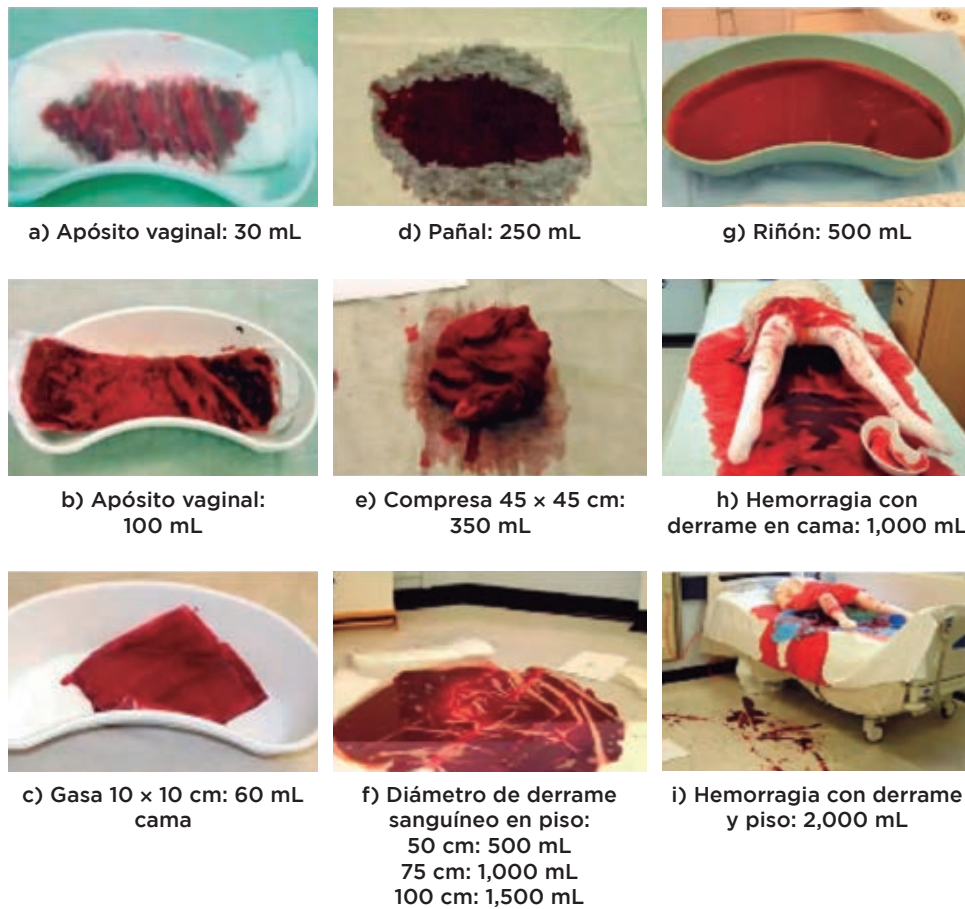 a) Apósito vaginal: 30 mL
d) Pañal: 250 mL
g) Riñón: 500 mL
b) Apósito vaginal:
100 mL
e) Compresa 45 × 45 cm:
350 mL
h) Hemorragia con
derrame en cama: 1,000 mL
c) Gasa 10 × 10 cm: 60 mL
cama
f) Diámetro de derrame
sanguíneo en piso:
50 cm: 500 mL
75 cm: 1,000 mL
100 cm: 1,500 mL
i) Hemorragia con derrame
y piso: 2,000 mL